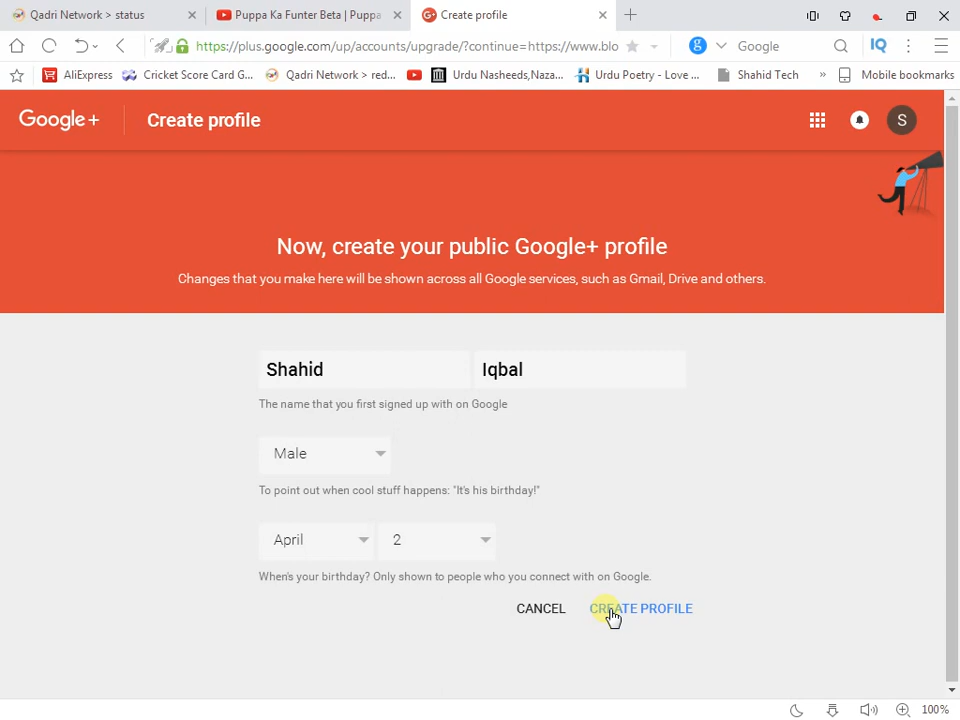 Qadri Network > status
Puppa Ka Funter Beta | Puppa
Create profile
https://plus.google.com/up/accounts/upgrade/?continue=https://www.blo
g
Google
IQ
AliExpress
Cricket Score Card G...
Qadri Network > red...
Urdu Nasheeds,Naza...
Urdu Poetry - Love ...
Shahid Tech
»
Mobile bookmarks
Google+
Create profile
S
Now, create your public Google+ profile
Changes that you make here will be shown across all Google services, such as Gmail, Drive and others.
Shahid
Iqbal
The name that you first signed up with on Google
Male
To point out when cool stuff happens: "It's his birthday!"
April
2
When's your birthday? Only shown to people who you connect with on Google.
CANCEL
CREATE PROFILE
100%